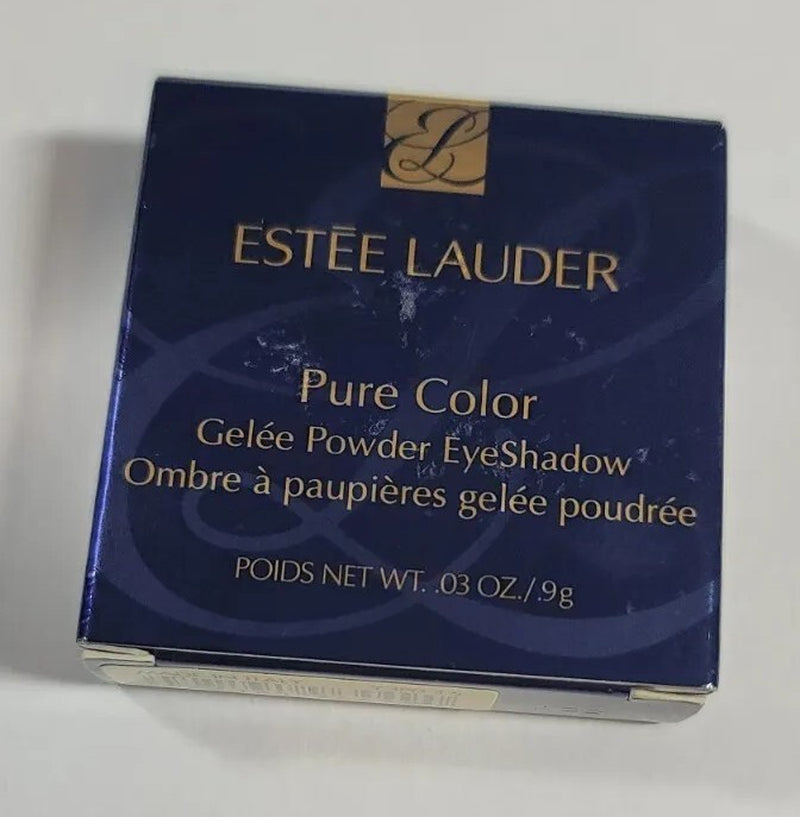 ESTĒE LAUDER
Pure Color
Gelée Powder EyeShadow
Ombre à paupières gelée poudrée
POIDS NET WT. .03 OZ./.9g